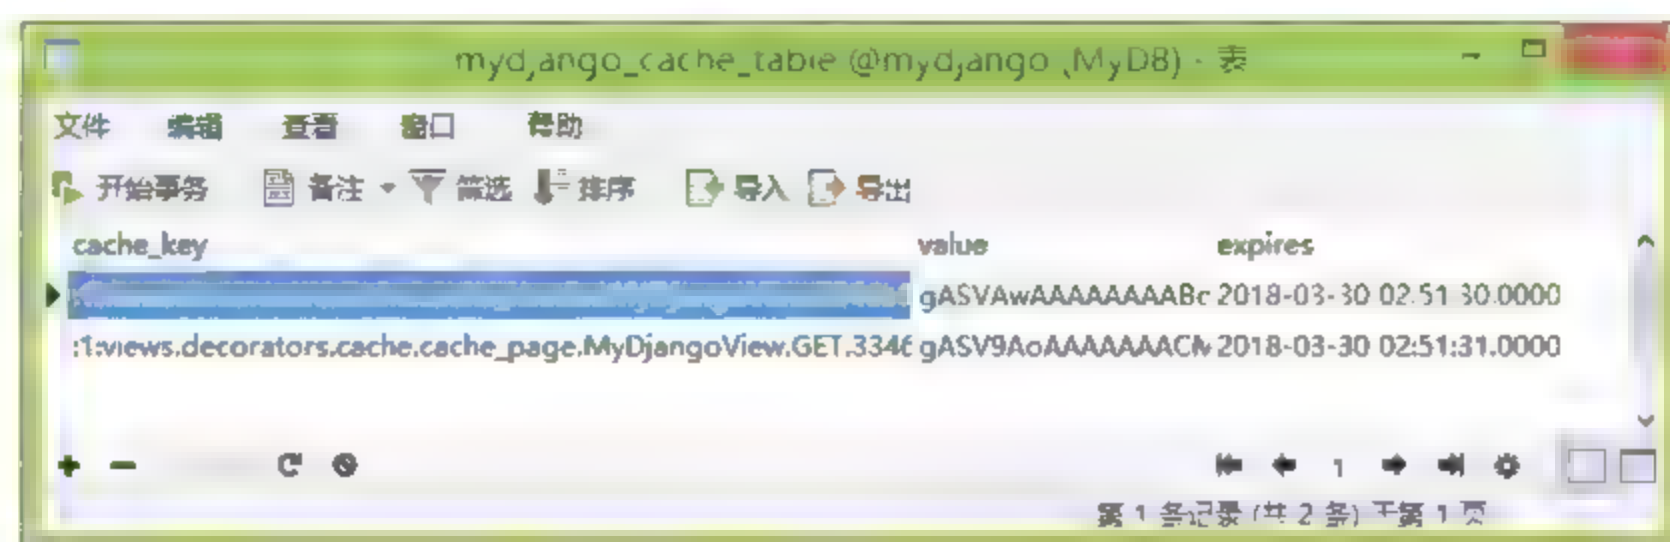 mydjango_cache_table (@mydjango (MyDB) - 表
文件 编辑 查看 窗口 帮助
开始事务 备注 筛选 排序 导入 导出
cache_key value expires
gASVAwAAAAAAAABc 2018-03-30 02:51:30.0000
:1:views.decorators.cache.cache_page.MyDjangoView.GET.3346 gASV9AoAAAAAAACM 2018-03-30 02:51:31.0000
1
第 1 条记录 (共 2 条) 于第 1 页